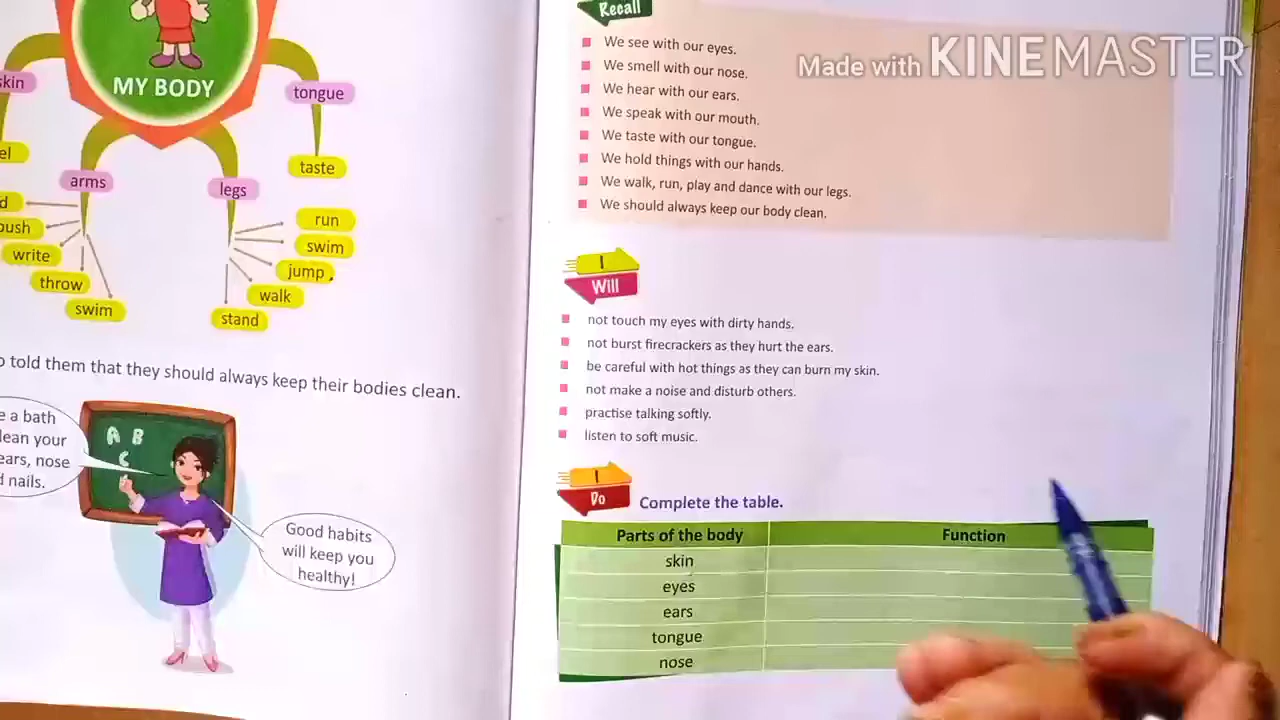 MY BODY
skin
tongue
taste
arms
legs
write
throw
swim
run
swim
jump
walk
stand
told them that they should always keep their bodies clean.
a bath
your
ears, nose
nails.
A B
C
Good habits
will keep you
healthy!
Recall
We see with our eyes.
We smell with our nose.
We hear with our ears.
We speak with our mouth.
We taste with our tongue.
We hold things with our hands.
We walk, run, play and dance with our legs.
We should always keep our body clean.
Made with KINEMASTER
I
Will
not touch my eyes with dirty hands.
not burst firecrackers as they hurt the ears.
be careful with hot things as they can burn my skin.
not make a noise and disturb others.
practise talking softly.
listen to soft music.
I
Do
Complete the table.
Parts of the body Function
skin
eyes
ears
tongue
nose